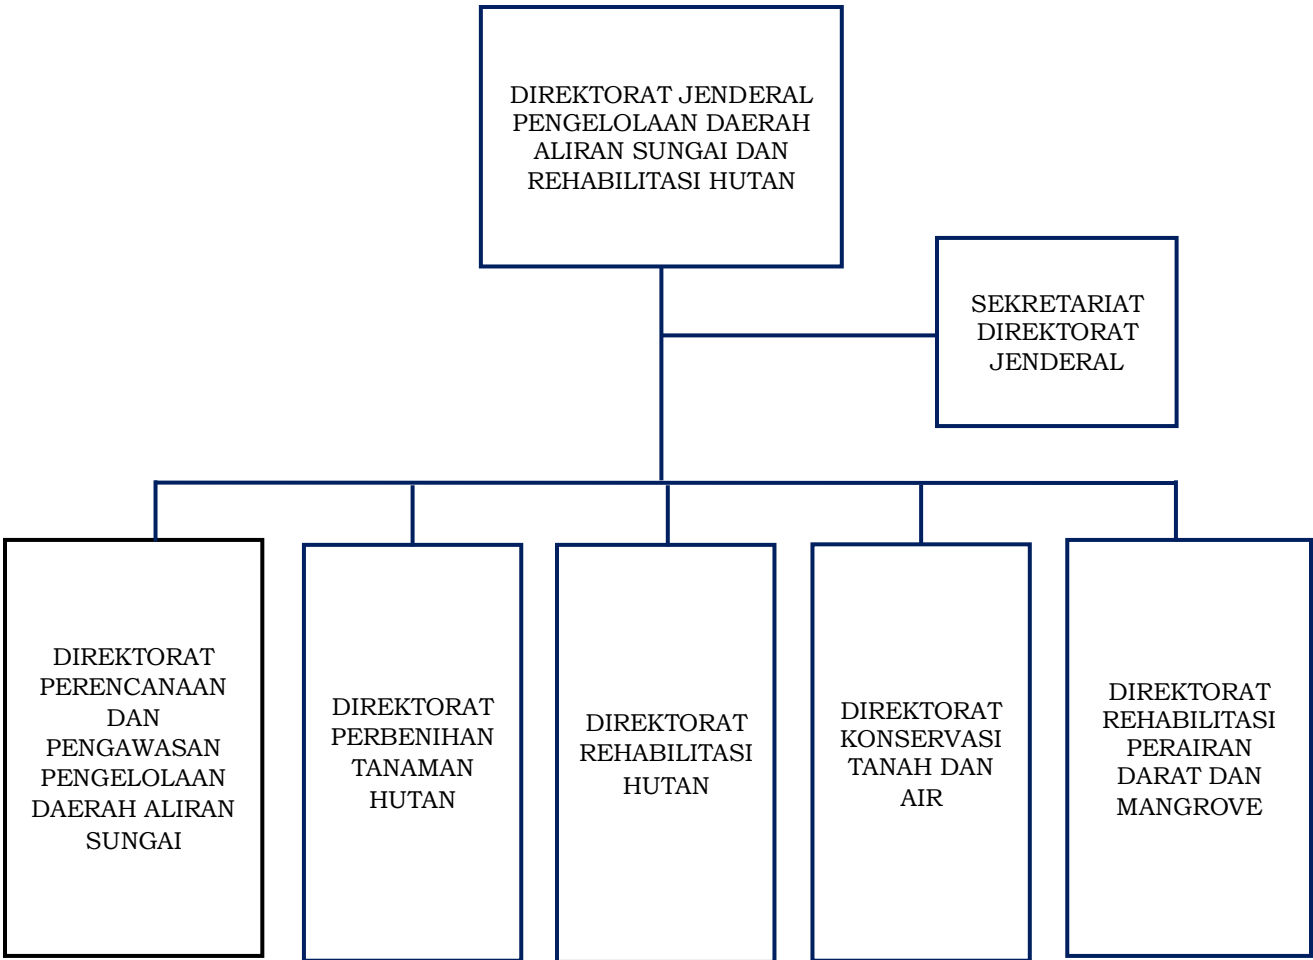 DIREKTORAT JENDERAL
PENGELOLAAN DAERAH
ALIRAN SUNGAI DAN
REHABILITASI HUTAN
SEKRETARIAT
DIREKTORAT
JENDERAL
DIREKTORAT
PERENCANAAN
DAN
PENGAWASAN
PENGELOLAAN
DAERAH ALIRAN
SUNGAI
DIREKTORAT
PERBENIHAN
TANAMAN
HUTAN
DIREKTORAT
REHABILITASI
HUTAN
DIREKTORAT
KONSERVASI
TANAH DAN
AIR
DIREKTORAT
REHABILITASI
PERAIRAN
DARAT DAN
MANGROVE